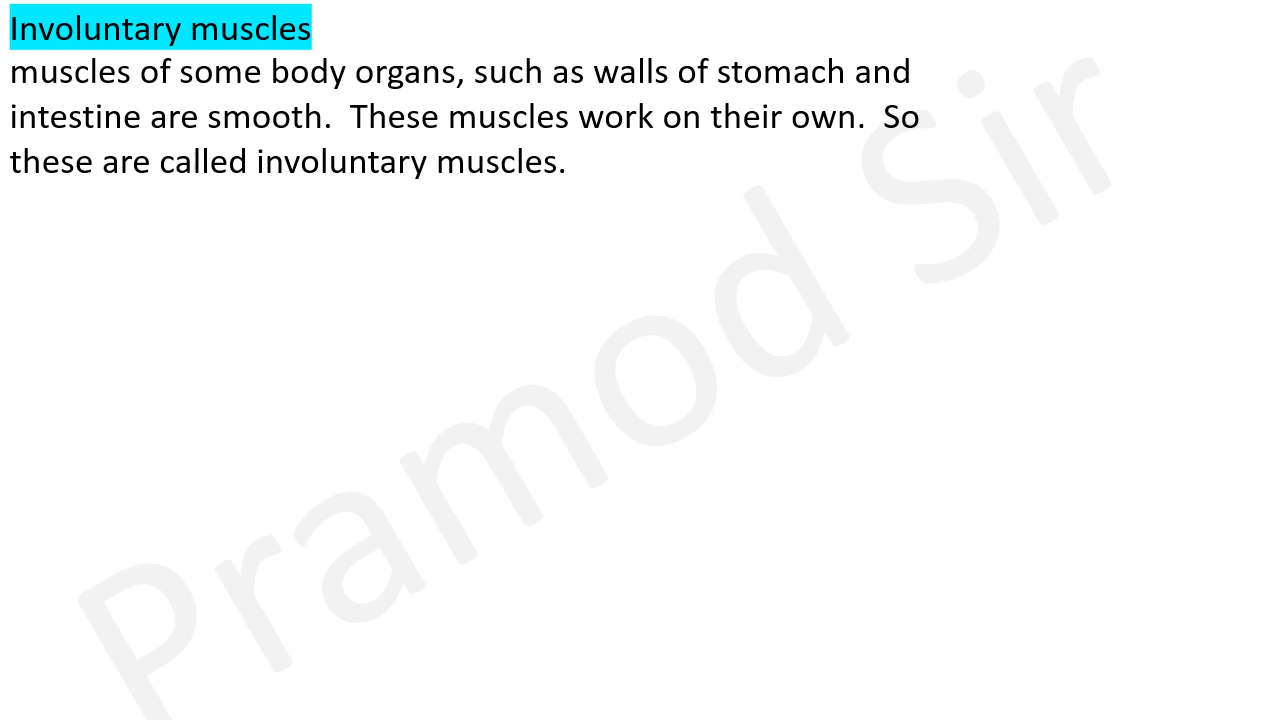 Involuntary muscles
muscles of some body organs, such as walls of stomach and
intestine are smooth.  These muscles work on their own.  So
these are called involuntary muscles.
Pramod Sir